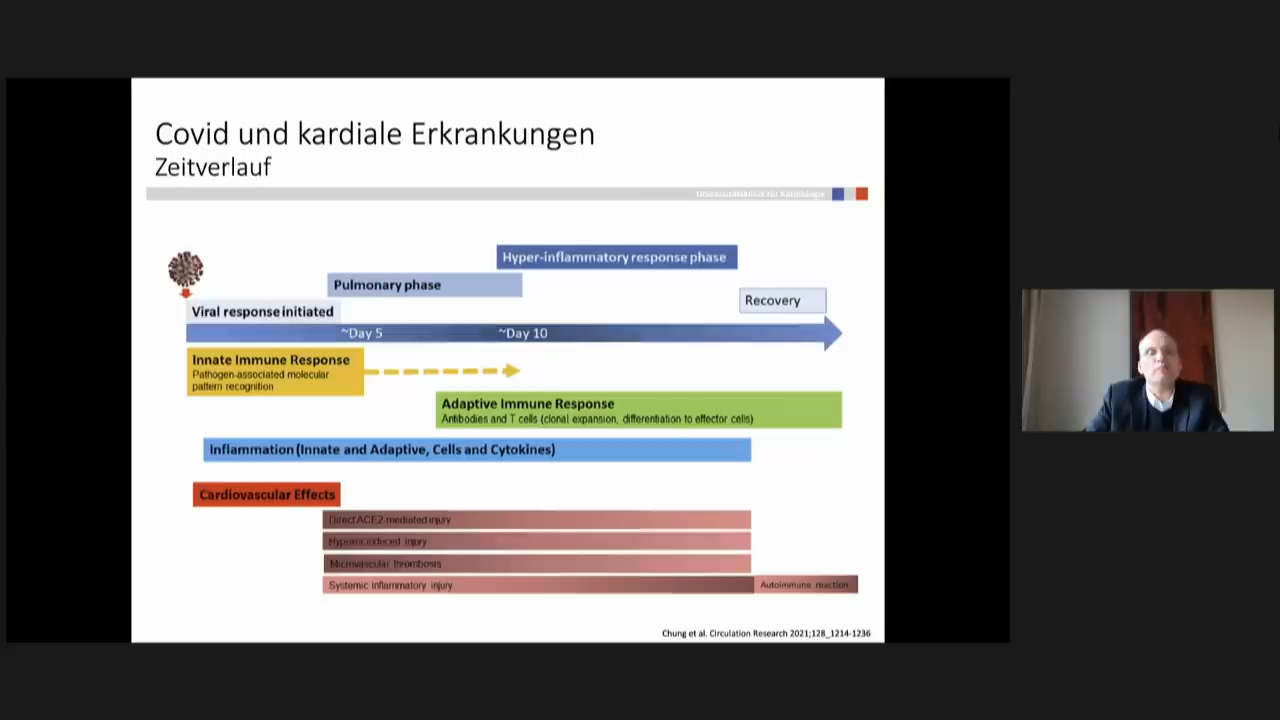 Covid und kardiale Erkrankungen
Zeitverlauf
Universitätsklinik für Kardiologie
Hyper-inflammatory response phase
Pulmonary phase
Recovery
Viral response initiated
~Day 5
~Day 10
Innate Immune Response
Pathogen-associated molecular
pattern recognition
Adaptive Immune Response
Antibodies and T cells (clonal expansion, differentiation to effector cells)
Inflammation (Innate and Adaptive, Cells and Cytokines)
Cardiovascular Effects
Direct ACE2-mediated injury
Hypoxia induced injury
Microvascular thrombosis
Systemic inflammatory injury
Autoimmune reaction
Chung et al. Circulation Research 2021;128_1214-1236